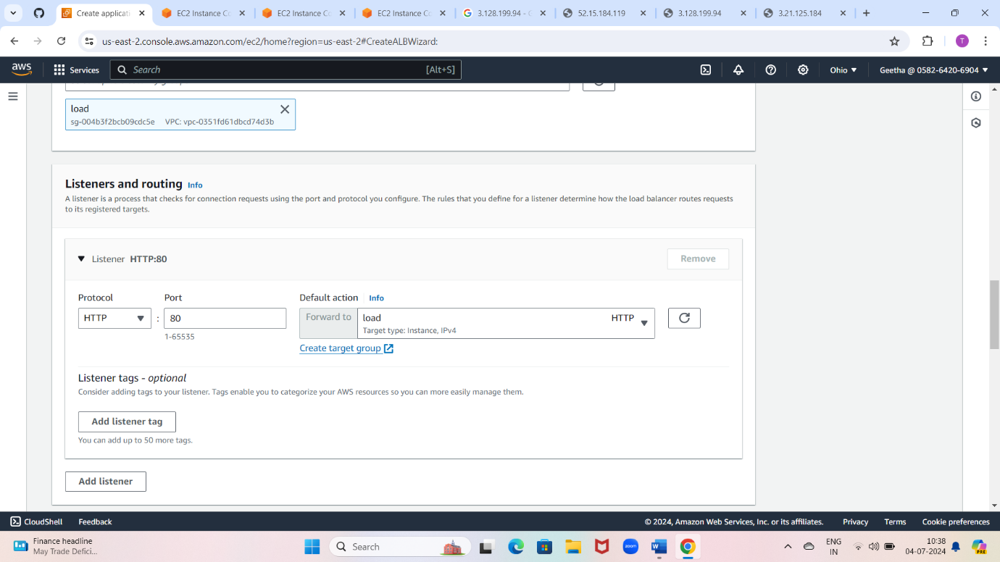 Create applicati
EC2 Instance Co
EC2 Instance Co
EC2 Instance Co
3.128.199.94 - G
52.15.184.119
3.128.199.94
3.21.125.184
us-east-2.console.aws.amazon.com/ec2/home?region=us-east-2#CreateALBWizard:
T
aws
Services
Search
[Alt+S]
Ohio
Geetha @ 0582-6420-6904
load
sg-004b3f2bcb09cdc5e VPC: vpc-0351fd61dbcd74d3b
Listeners and routing Info
A listener is a process that checks for connection requests using the port and protocol you configure. The rules that you define for a listener determine how the load balancer routes requests
to its registered targets.
Listener HTTP:80
Remove
Protocol
Port
Default action Info
HTTP
:
80
1-65535
Forward to
load
HTTP
Target type: Instance, IPv4
Create target group
Listener tags - optional
Consider adding tags to your listener. Tags enable you to categorize your AWS resources so you can more easily manage them.
Add listener tag
You can add up to 50 more tags.
Add listener
CloudShell
Feedback
© 2024, Amazon Web Services, Inc. or its affiliates.
Privacy
Terms
Cookie preferences
Finance headline
May Trade Defici...
Search
zoom
W
ENG
IN
10:38
04-07-2024
PRE